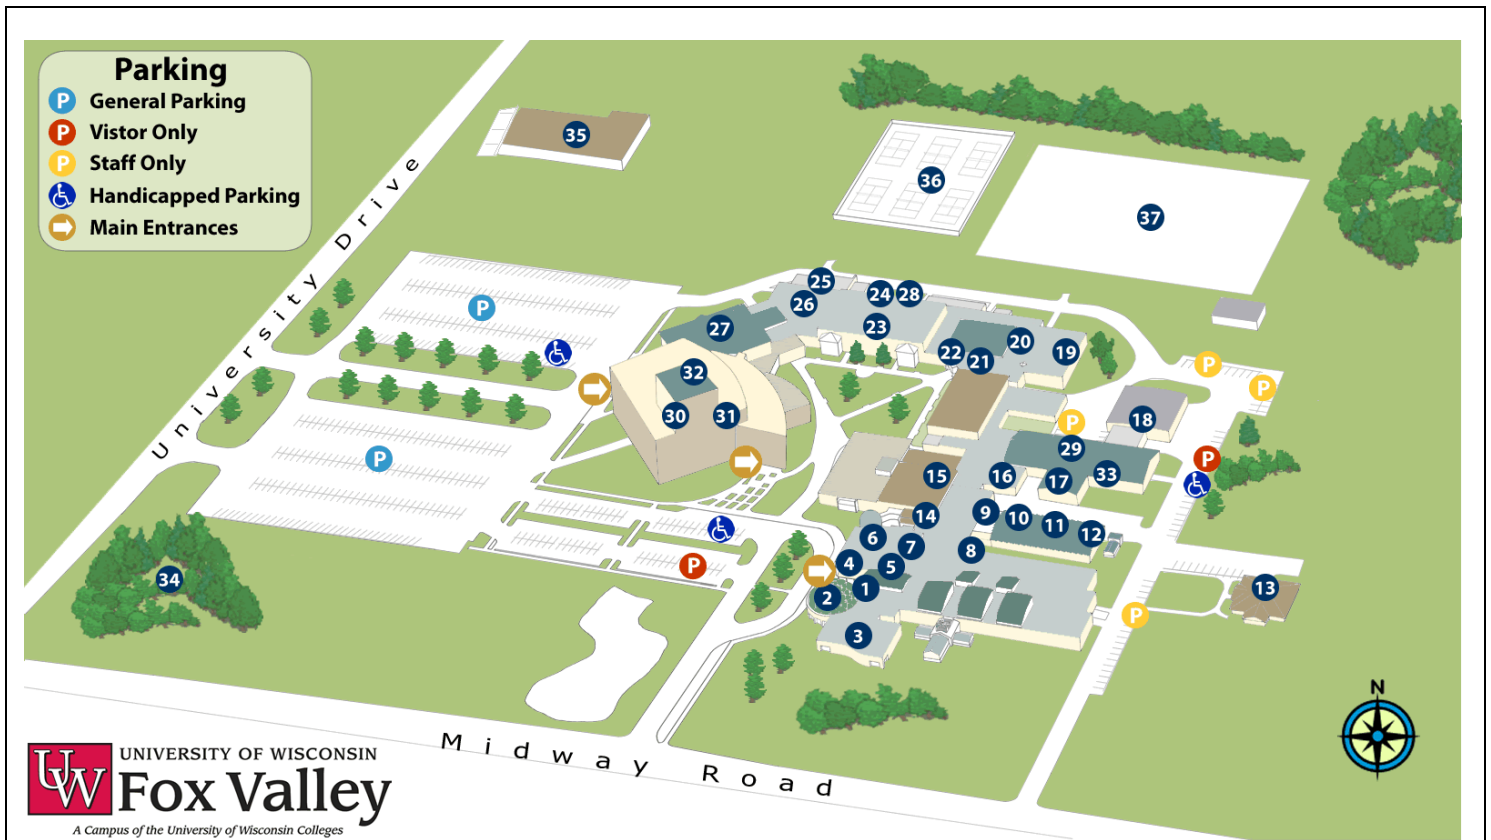 Parking
P General Parking
P Vistor Only
P Staff Only
Handicapped Parking
Main Entrances
University Drive
35
36
37
25
24
28
26
27
23
20
22
21
19
P
32
30
31
P
P
P
18
29
P
P
15
16
17
33
34
14
9
10
11
12
6
7
8
4
5
P
2
1
13
3
P
N
Midway Road
UW
UNIVERSITY OF WISCONSIN
Fox Valley
A Campus of the University of Wisconsin Colleges